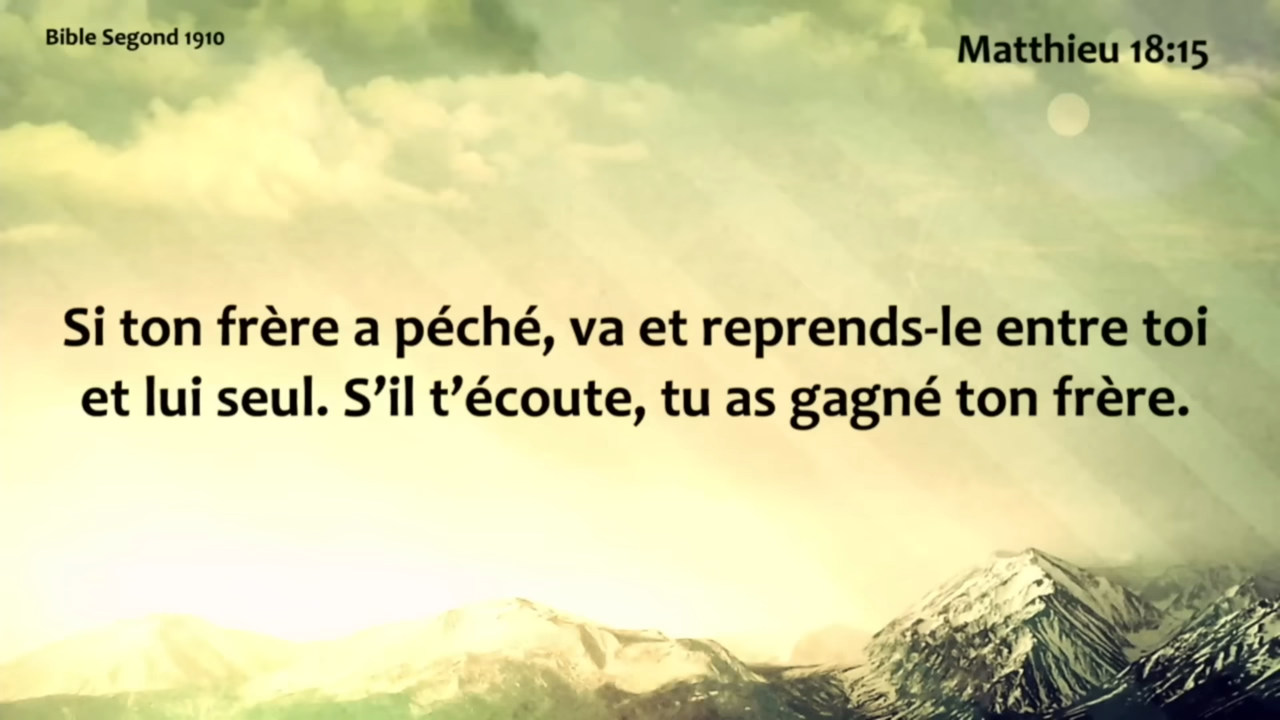 Bible Segond 1910
Matthieu 18:15
Si ton frère a péché, va et reprends-le entre toi
et lui seul. S’il t’écoute, tu as gagné ton frère.